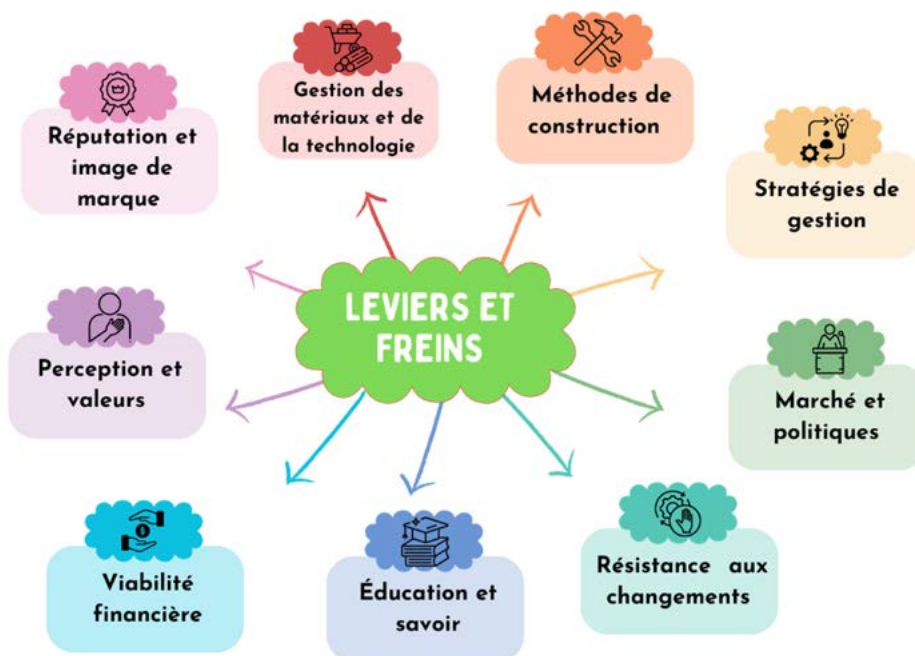 Réputation et
image de
marque
Gestion des
matériaux et de
la technologie
Méthodes de
construction
Stratégies de
gestion
LEVIERS ET
FREINS
Perception et
valeurs
Marché et
politiques
Viabilité
financière
Éducation et
savoir
Résistance aux
changements